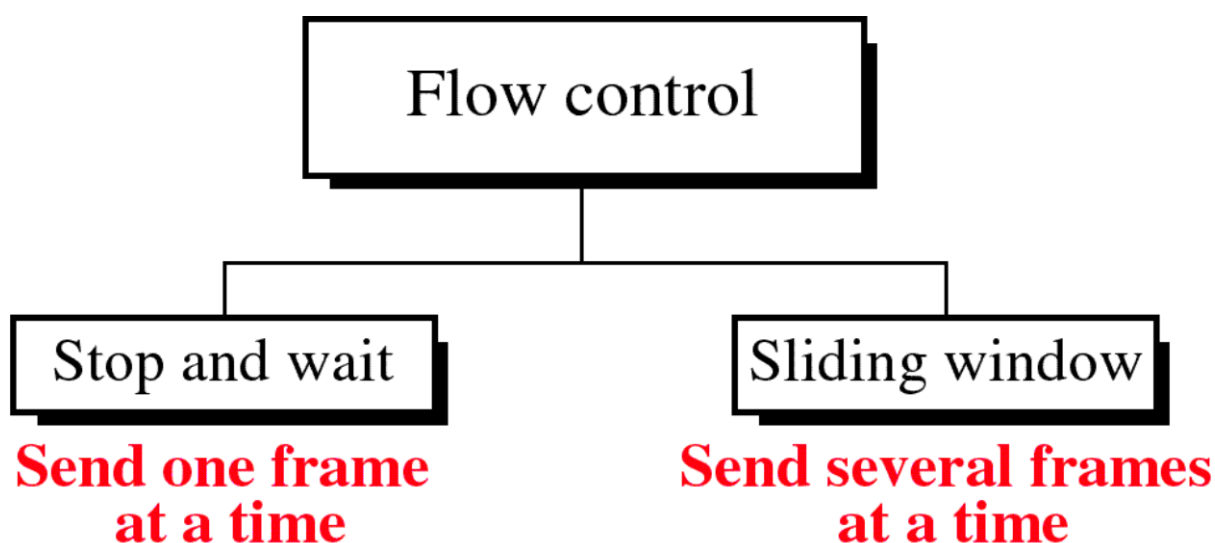 Flow control
Stop and wait
Sliding window
Send one frame
at a time
Send several frames
at a time